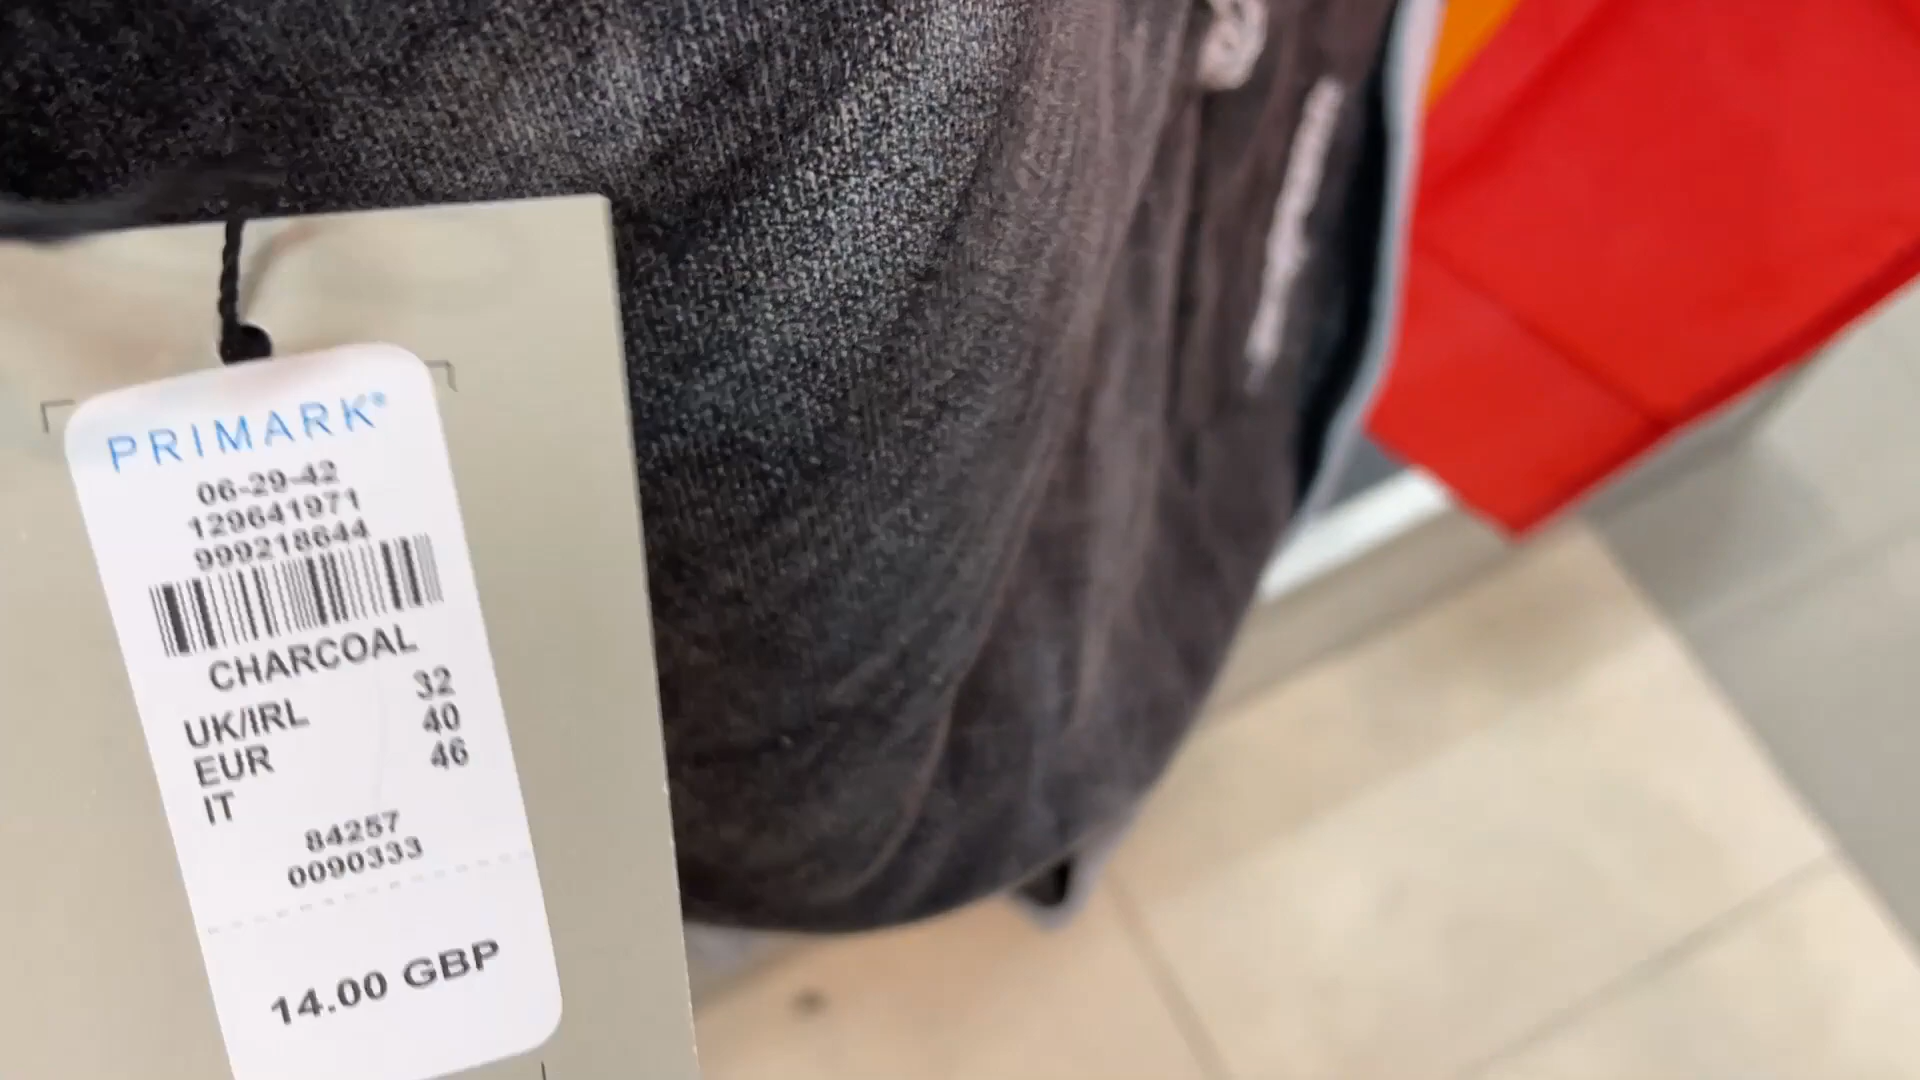 PRIMARK®
06-29-42
129641971
999218644
CHARCOAL
UK/IRL 32
EUR 40
IT 46
84257
0090333
14.00 GBP